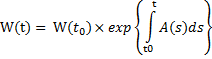 W(t) = W(t₀) × exp { ∫ₜ₀ᵗ A(s)ds }